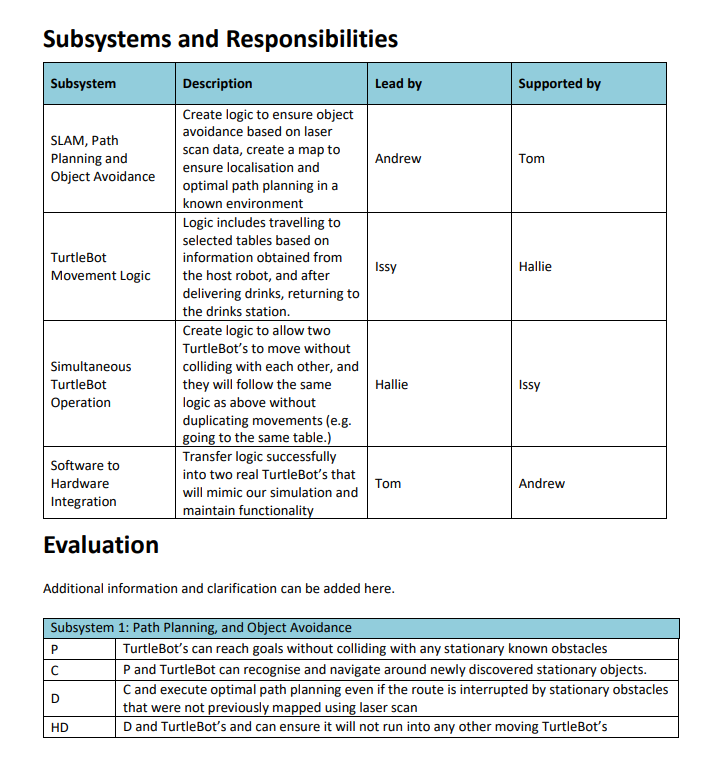 Subsystems and Responsibilities
Subsystem Description Lead by Supported by
SLAM, Path
Planning and
Object Avoidance
Create logic to ensure object
avoidance based on laser
scan data, create a map to
ensure localisation and
optimal path planning in a
known environment
Andrew
Tom
TurtleBot
Movement Logic
Logic includes travelling to
selected tables based on
information obtained from
the host robot, and after
delivering drinks, returning to
the drinks station.
Issy
Hallie
Simultaneous
TurtleBot
Operation
Create logic to allow two
TurtleBot’s to move without
colliding with each other, and
they will follow the same
logic as above without
duplicating movements (e.g.
going to the same table.)
Hallie
Issy
Software to
Hardware
Integration
Transfer logic successfully
into two real TurtleBot’s that
will mimic our simulation and
maintain functionality
Tom
Andrew
Evaluation
Additional information and clarification can be added here.
Subsystem 1: Path Planning, and Object Avoidance
P TurtleBot’s can reach goals without colliding with any stationary known obstacles
C P and TurtleBot can recognise and navigate around newly discovered stationary objects.
D C and execute optimal path planning even if the route is interrupted by stationary obstacles
that were not previously mapped using laser scan
HD D and TurtleBot’s and can ensure it will not run into any other moving TurtleBot’s